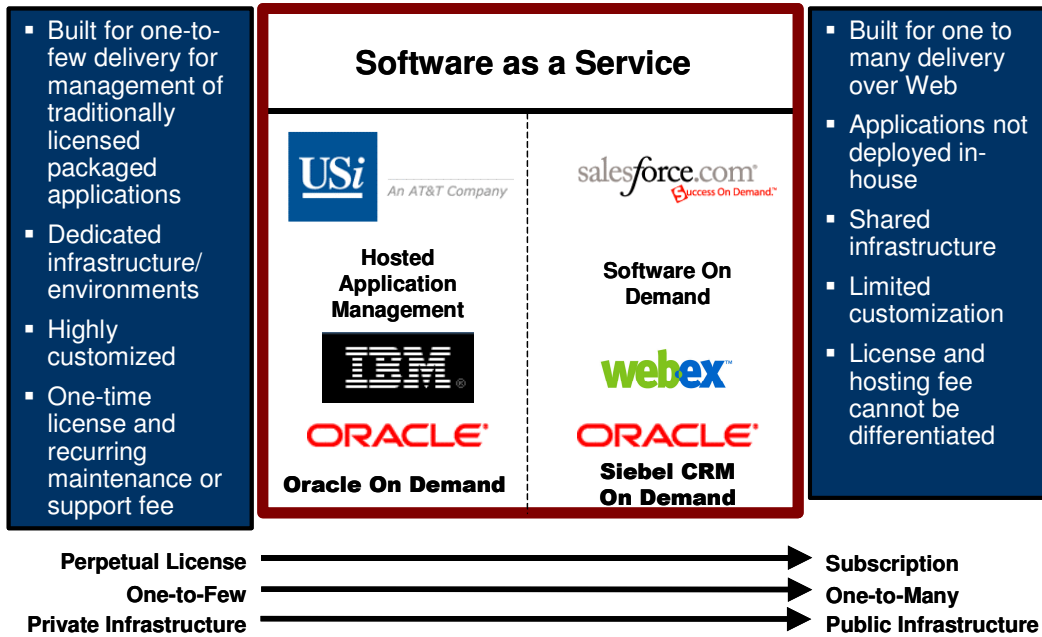 ▪ Built for one-to-
few delivery for
management of
traditionally
licensed
packaged
applications
▪ Dedicated
infrastructure/
environments
▪ Highly
customized
▪ One-time
license and
recurring
maintenance or
support fee
Software as a Service
USi
An AT&T Company
Hosted
Application
Management
IBM®
ORACLE®
Oracle On Demand
salesforce.com®
Success On Demand.™
Software On
Demand
webex™
ORACLE®
Siebel CRM
On Demand
▪ Built for one to
many delivery
over Web
▪ Applications not
deployed in-
house
▪ Shared
infrastructure
▪ Limited
customization
▪ License and
hosting fee
cannot be
differentiated
Perpetual License
Subscription
One-to-Few
One-to-Many
Private Infrastructure
Public Infrastructure